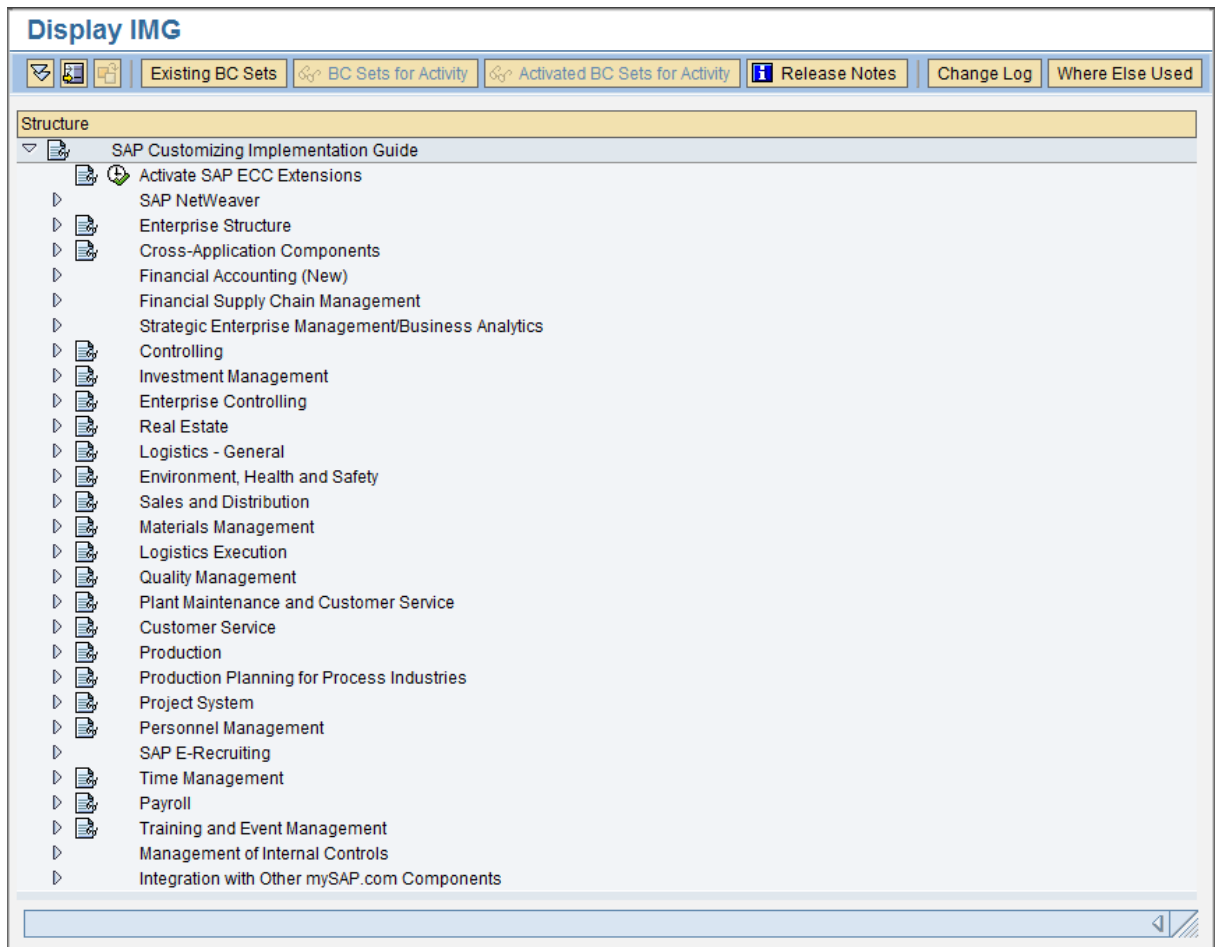 Display IMG
Existing BC Sets BC Sets for Activity Activated BC Sets for Activity Release Notes Change Log Where Else Used
Structure
SAP Customizing Implementation Guide
Activate SAP ECC Extensions
SAP NetWeaver
Enterprise Structure
Cross-Application Components
Financial Accounting (New)
Financial Supply Chain Management
Strategic Enterprise Management/Business Analytics
Controlling
Investment Management
Enterprise Controlling
Real Estate
Logistics - General
Environment, Health and Safety
Sales and Distribution
Materials Management
Logistics Execution
Quality Management
Plant Maintenance and Customer Service
Customer Service
Production
Production Planning for Process Industries
Project System
Personnel Management
SAP E-Recruiting
Time Management
Payroll
Training and Event Management
Management of Internal Controls
Integration with Other mySAP.com Components